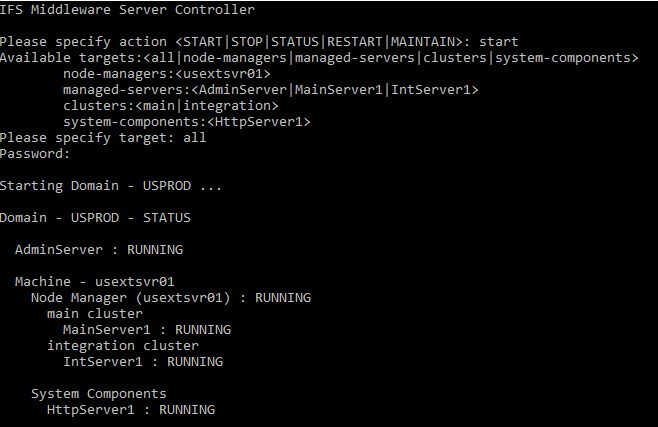 IFS Middleware Server Controller
Please specify action <START|STOP|STATUS|RESTART|MAINTAIN>: start
Available targets:<all|node-managers|managed-servers|clusters|system-components>
node-managers:<usextsvr01>
managed-servers:<AdminServer|MainServer1|IntServer1>
clusters:<main|integration>
system-components:<HttpServer1>
Please specify target: all
Password:
Starting Domain - USPROD ...
Domain - USPROD - STATUS
AdminServer : RUNNING
Machine - usextsvr01
Node Manager (usextsvr01) : RUNNING
main cluster
MainServer1 : RUNNING
integration cluster
IntServer1 : RUNNING
System Components
HttpServer1 : RUNNING